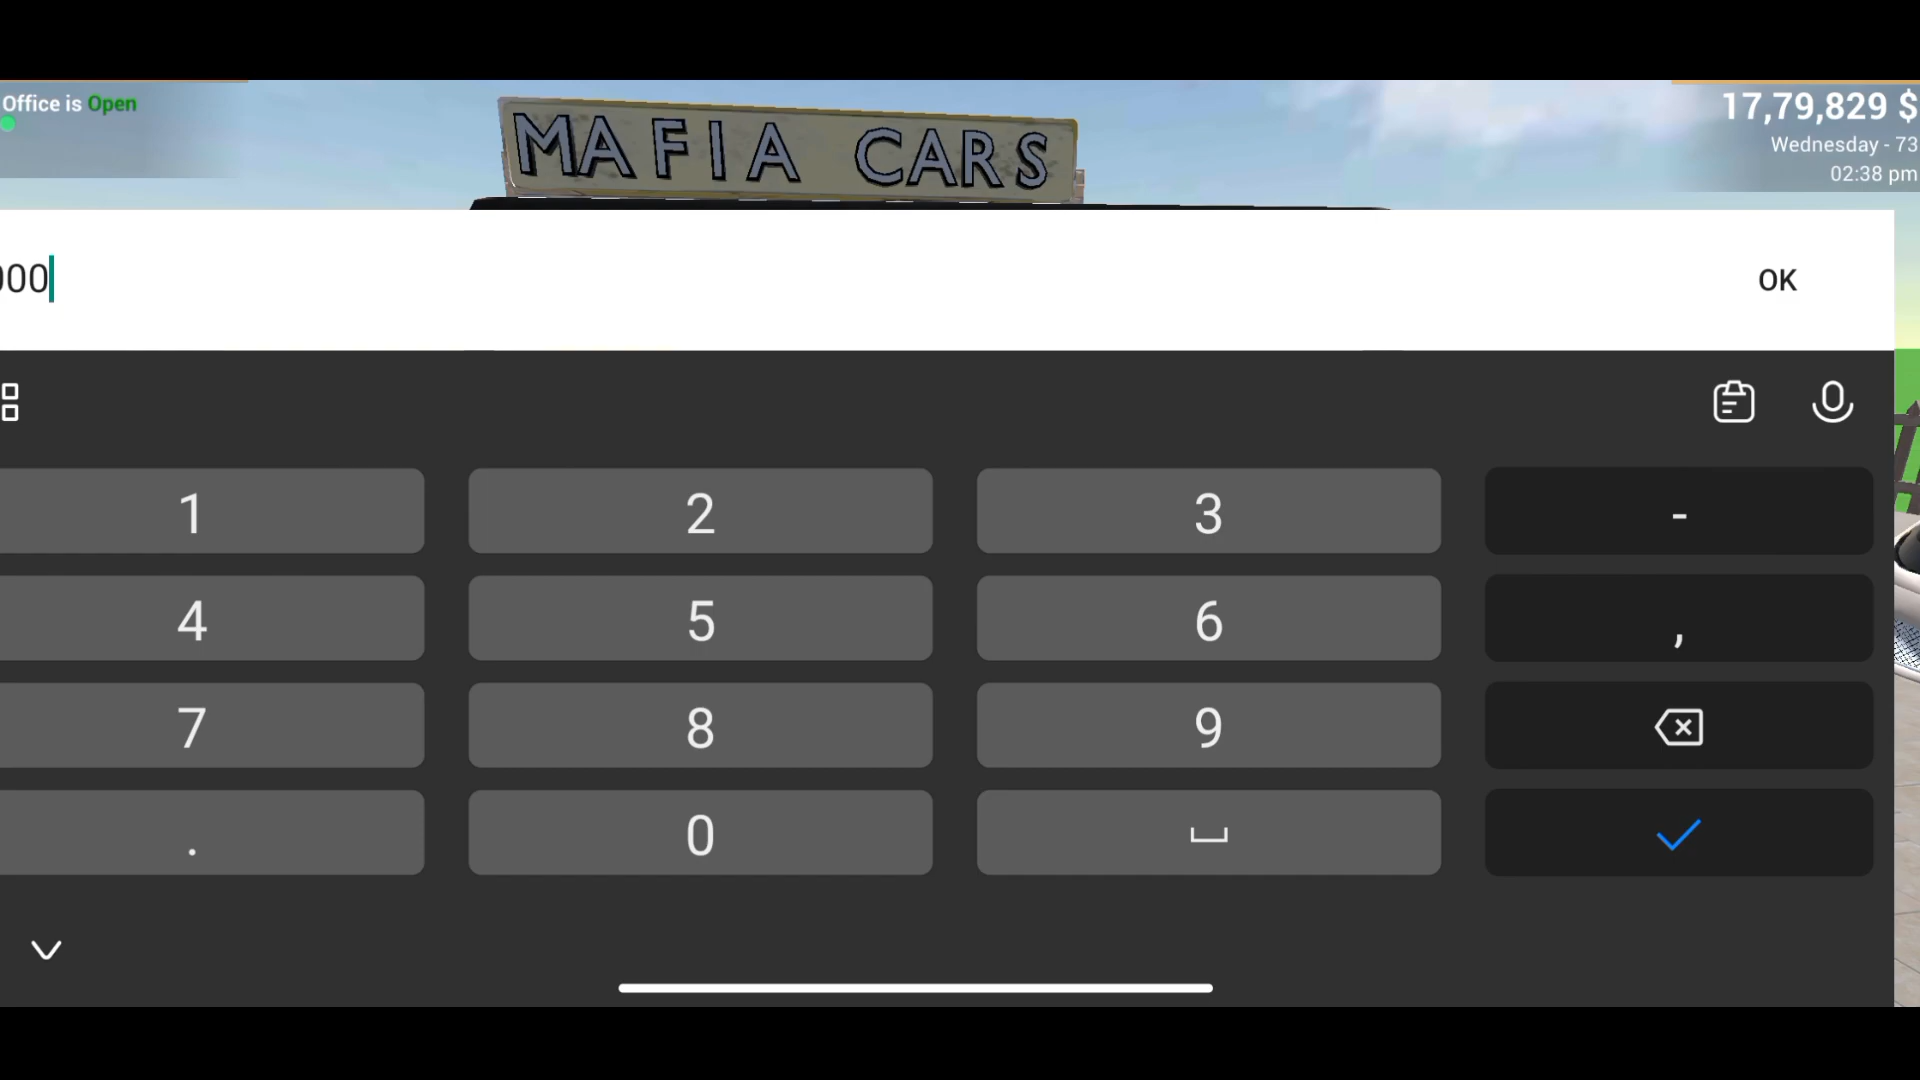 Office is Open
MAFIA CARS
17,79,829 $
Wednesday - 73
02:38 pm
000
OK
1 2 3 -
4 5 6 ,
7 8 9
. 0